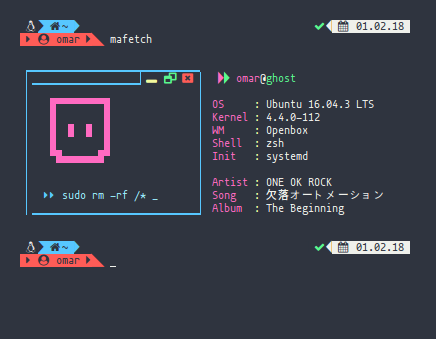 ~ 01.02.18
omar mafetch
omar@ghost
OS : Ubuntu 16.04.3 LTS
Kernel : 4.4.0-112
WM : Openbox
Shell : zsh
Init : systemd
Artist : ONE OK ROCK
Song : 欠落オートメーション
Album : The Beginning
sudo rm -rf /* _
~ 01.02.18
omar _